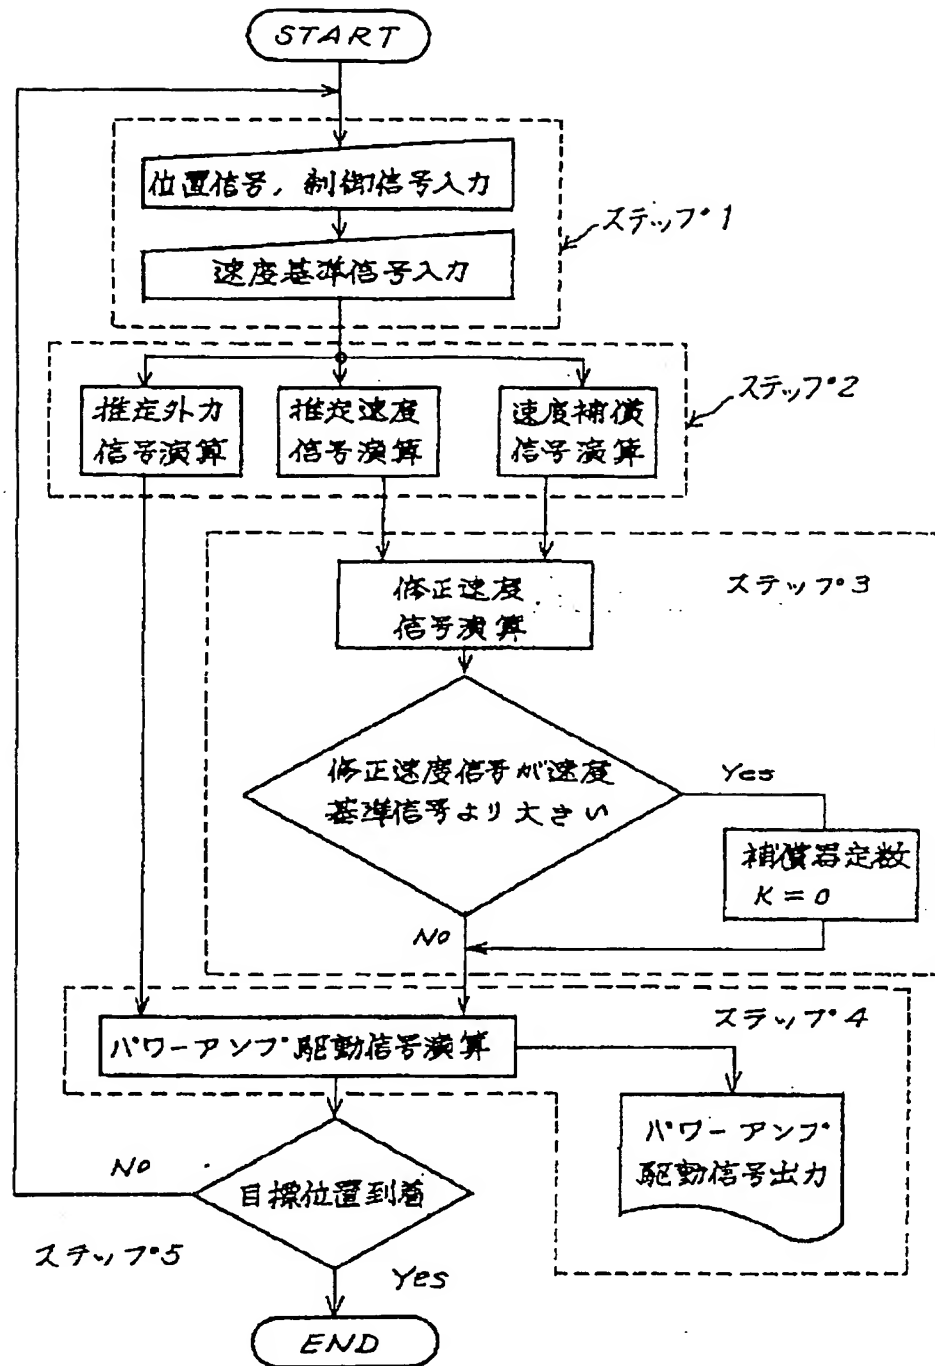 START
位置信号, 制御信号入力
速度基準信号入力
ステップ1
推定外力
信号演算
推定速度
信号演算
速度補償
信号演算
ステップ2
修正速度
信号演算
ステップ3
修正速度信号が速度
基準信号より大きい
Yes
補償器定数
K=0
No
ステップ4
パワーアンプ駆動信号演算
パワーアンプ
駆動信号出力
No
目標位置到着
ステップ5
Yes
END